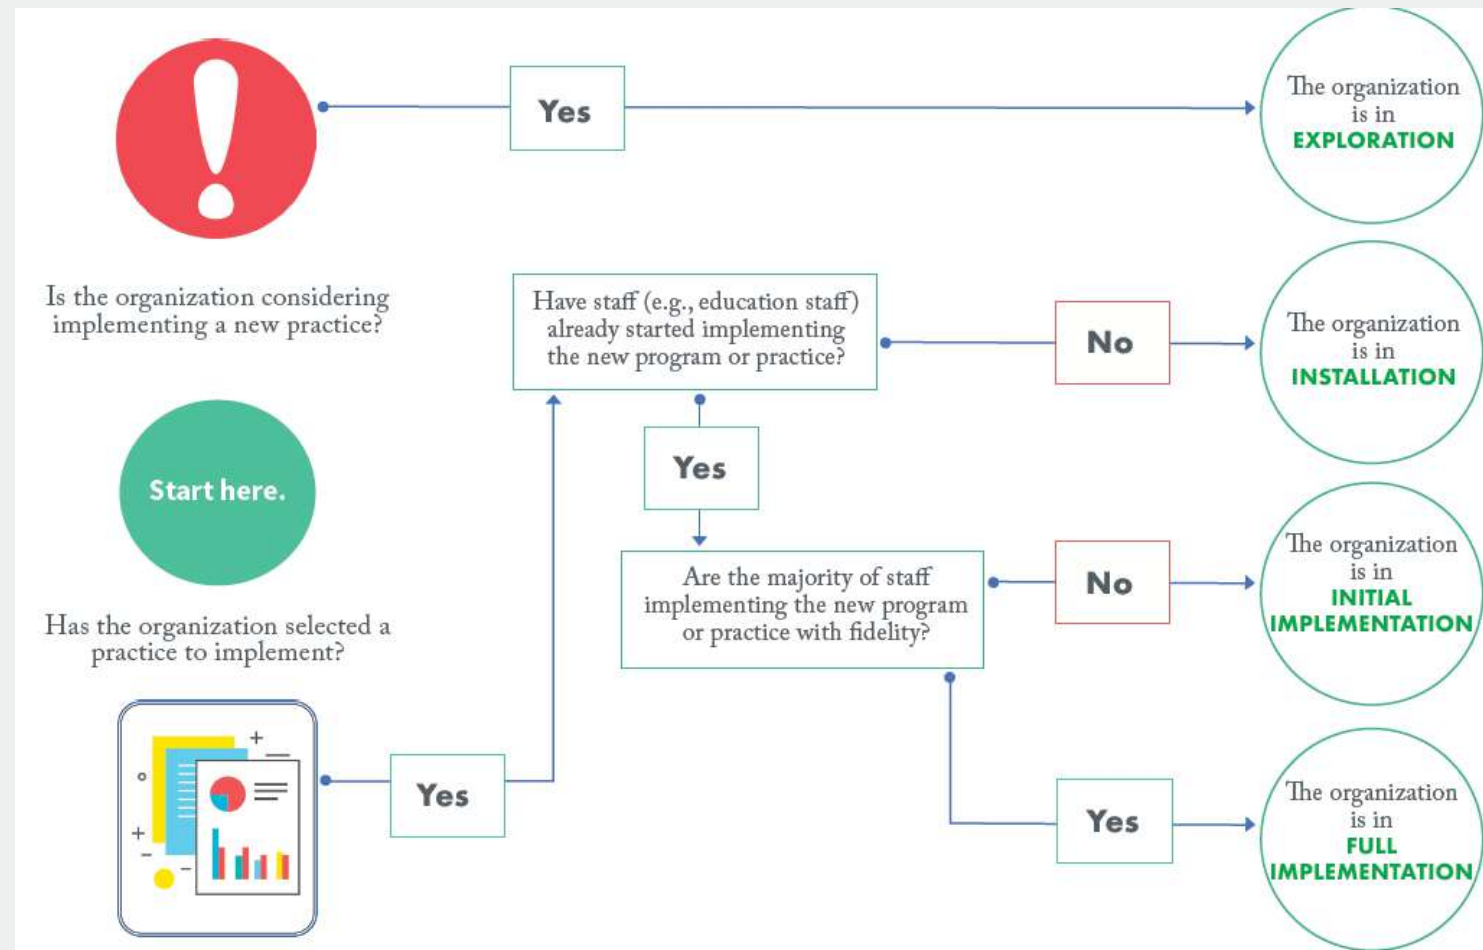 Yes
The organization
is in
EXPLORATION
Is the organization considering
implementing a new practice?
Have staff (e.g., education staff)
already started implementing
the new program or practice?
No
The organization
is in
INSTALLATION
Start here.
Yes
Has the organization selected a
practice to implement?
Are the majority of staff
implementing the new program
or practice with fidelity?
No
The organization
is in
INITIAL
IMPLEMENTATION
Yes
Yes
The organization
is in
FULL
IMPLEMENTATION